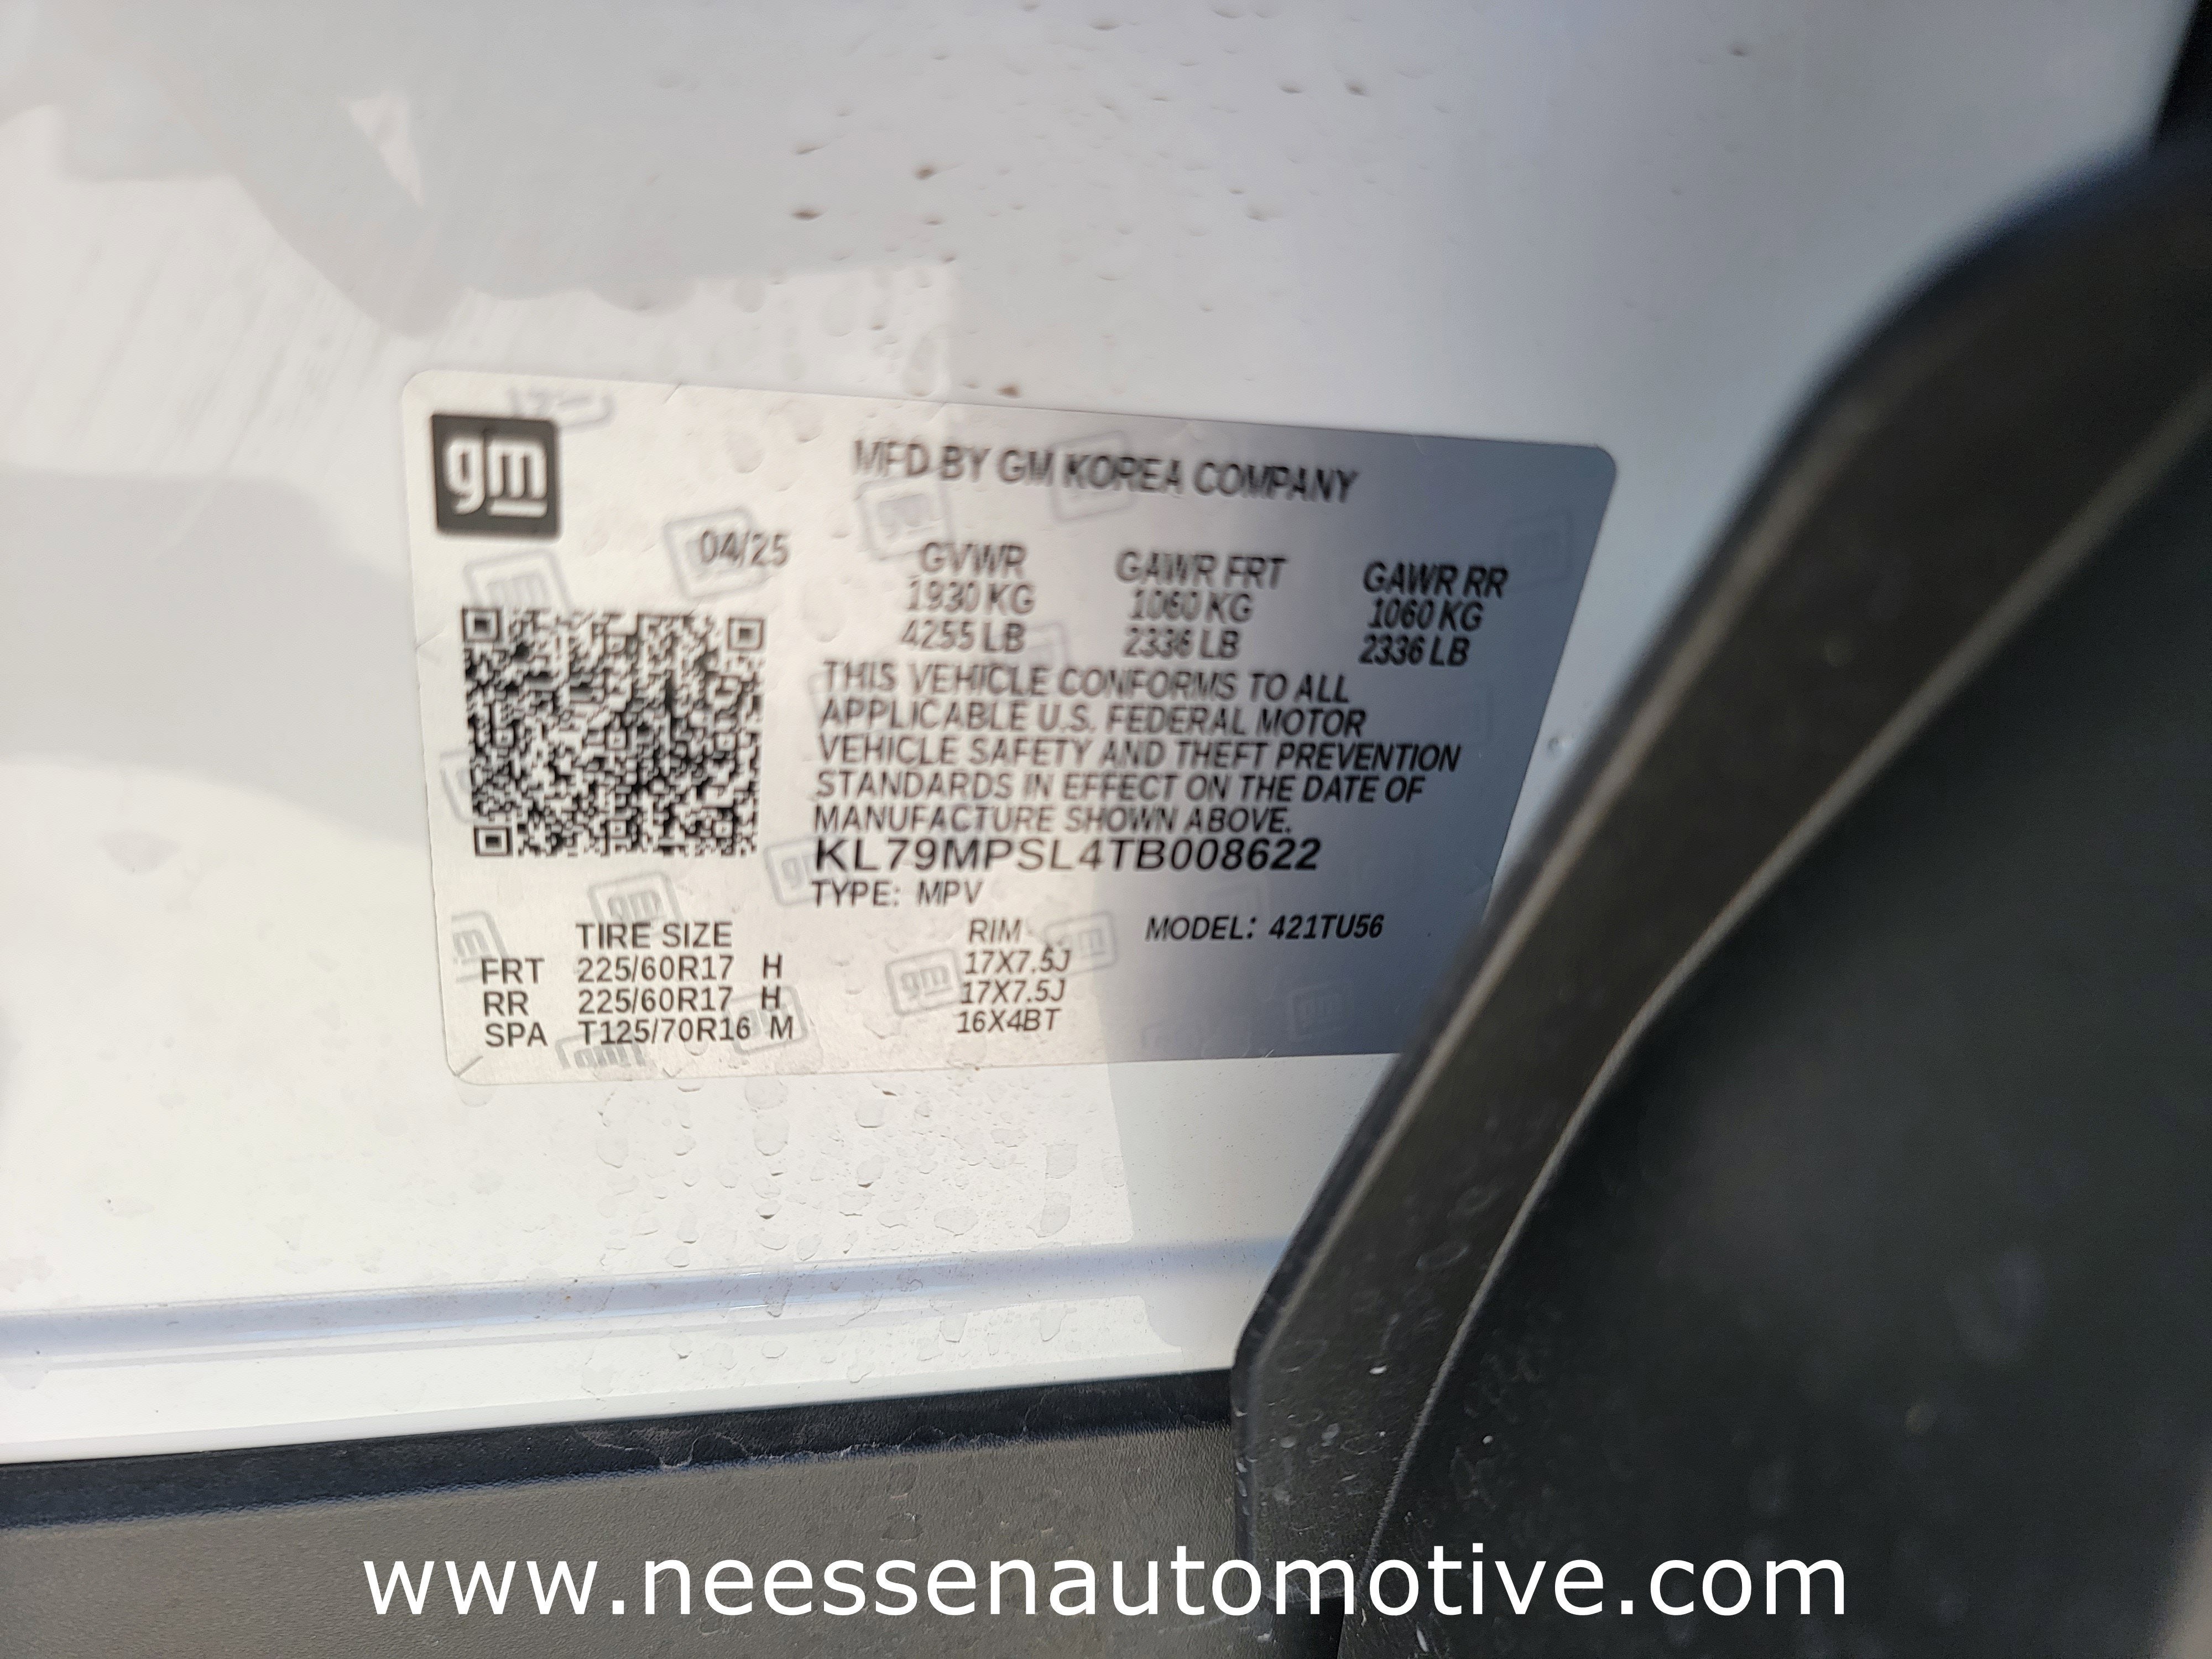 gm
MFD BY GM KOREA COMPANY
04/25
GVWR GAWR FRT GAWR RR
1930 KG 1060 KG 1060 KG
4255 LB 2336 LB 2336 LB
THIS VEHICLE CONFORMS TO ALL
APPLICABLE U.S. FEDERAL MOTOR
VEHICLE SAFETY AND THEFT PREVENTION
STANDARDS IN EFFECT ON THE DATE OF
MANUFACTURE SHOWN ABOVE.
KL79MPSL4TB008622
TYPE: MPV
TIRE SIZE RIM MODEL: 421TU56
FRT 225/60R17 H 17X7.5J
RR 225/60R17 H 17X7.5J
SPA T125/70R16 M 16X4BT
www.neessenautomotive.com